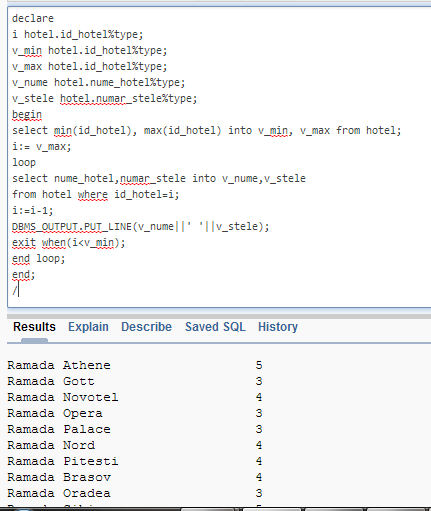 declare
i hotel.id_hotel%type;
v_min hotel.id_hotel%type;
v_max hotel.id_hotel%type;
v_nume hotel.nume_hotel%type;
v_stele hotel.numar_stele%type;
begin
select min(id_hotel), max(id_hotel) into v_min, v_max from hotel;
i:= v_max;
loop
select nume_hotel,numar_stele into v_nume,v_stele
from hotel where id_hotel=i;
i:=i-1;
DBMS_OUTPUT.PUT_LINE(v_nume||' '||v_stele);
exit when(i<v_min);
end loop;
end;
/
Results Explain Describe Saved SQL History
Ramada Athene 5
Ramada Gott 3
Ramada Novotel 4
Ramada Opera 3
Ramada Palace 3
Ramada Nord 4
Ramada Pitesti 4
Ramada Brasov 4
Ramada Oradea 3
Ramada